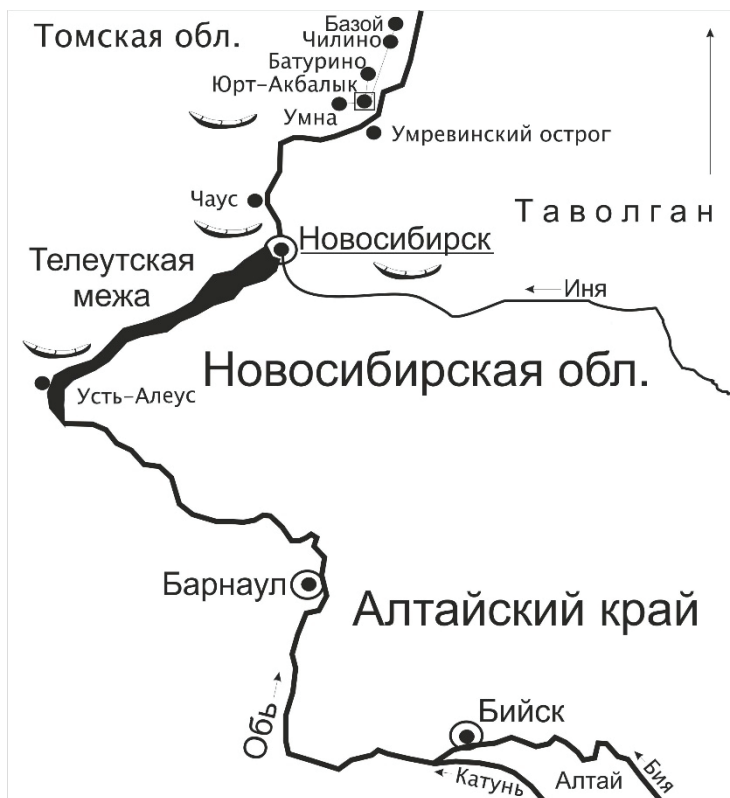 Томская обл.
Базой
Чилино
Батурино
Юрт-Акбалык
Умна
Умревинский острог
Чаус
Таволган
Новосибирск
Телеутская
межа
Иня
Новосибирская обл.
Усть-Алеус
Барнаул
Алтайский край
Обь
Бийск
Катунь
Алтай
Бия